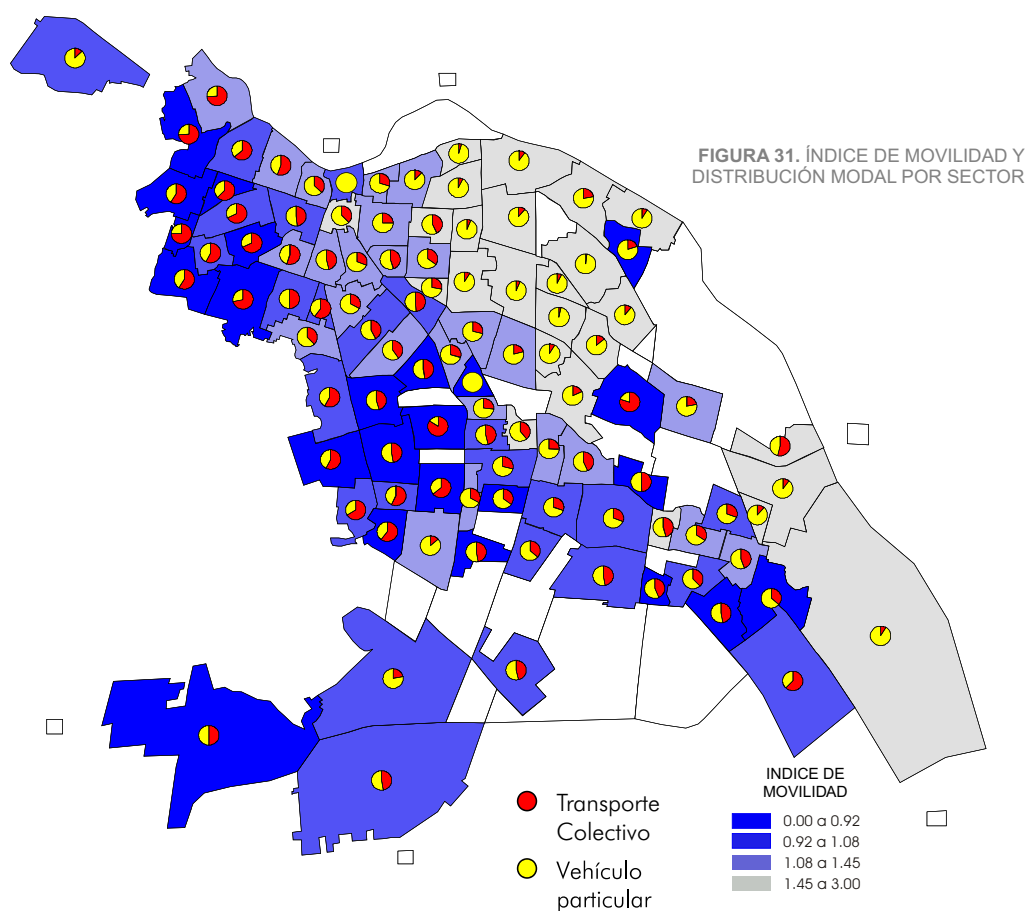 FIGURA 31. ÍNDICE DE MOVILIDAD Y
DISTRIBUCIÓN MODAL POR SECTOR
Transporte
Colectivo
Vehículo
particular
INDICE DE
MOVILIDAD
0.00 a 0.92
0.92 a 1.08
1.08 a 1.45
1.45 a 3.00